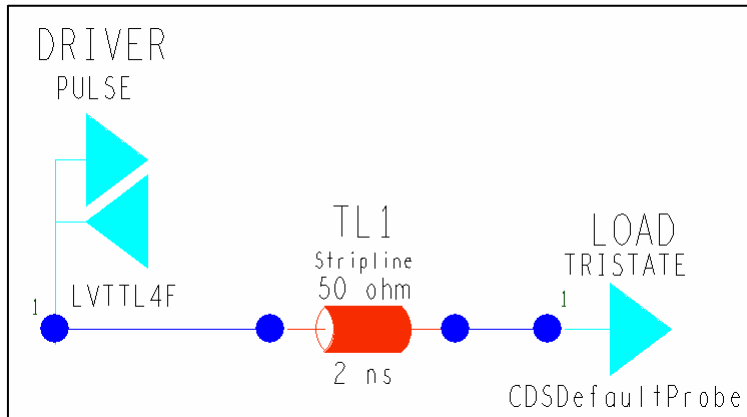 DRIVER
PULSE
1
LVTTL4F
TL1
Stripline
50 ohm
2 ns
LOAD
TRISTATE
1
CDSDefaultProbe